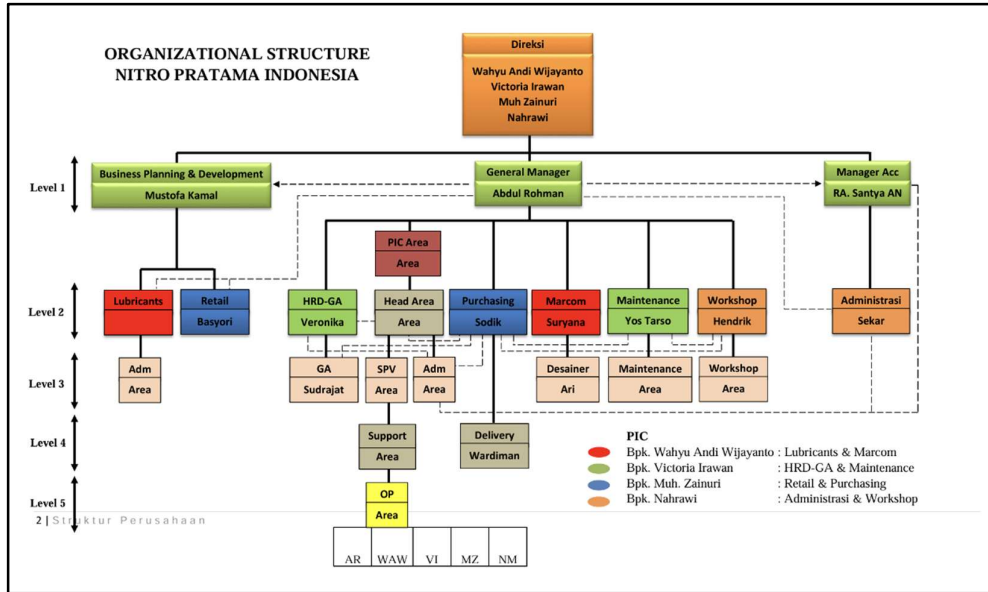 ORGANIZATIONAL STRUCTURE
NITRO PRATAMA INDONESIA
Direksi
Wahyu Andi Wijayanto
Victoria Irawan
Muh Zainuri
Nahrawi
Level 1
Business Planning & Development
Mustofa Kamal
General Manager
Abdul Rohman
Manager Acc
RA. Santya AN
PIC Area
Area
Level 2
Lubricants
Retail
Basyori
HRD-GA
Veronika
Head Area
Area
Purchasing
Sodik
Marcom
Suryana
Maintenance
Yos Tarso
Workshop
Hendrik
Administrasi
Sekar
Level 3
Adm
Area
GA
Sudrajat
SPV
Area
Adm
Area
Desainer
Ari
Maintenance
Area
Workshop
Area
Level 4
Support
Area
Delivery
Wardiman
PIC
Bpk. Wahyu Andi Wijayanto : Lubricants & Marcom
Bpk. Victoria Irawan : HRD-GA & Maintenance
Bpk. Muh. Zainuri : Retail & Purchasing
Bpk. Nahrawi : Administrasi & Workshop
Level 5
OP
Area
2 | Struktur Perusahaan
AR WAW VI MZ NM